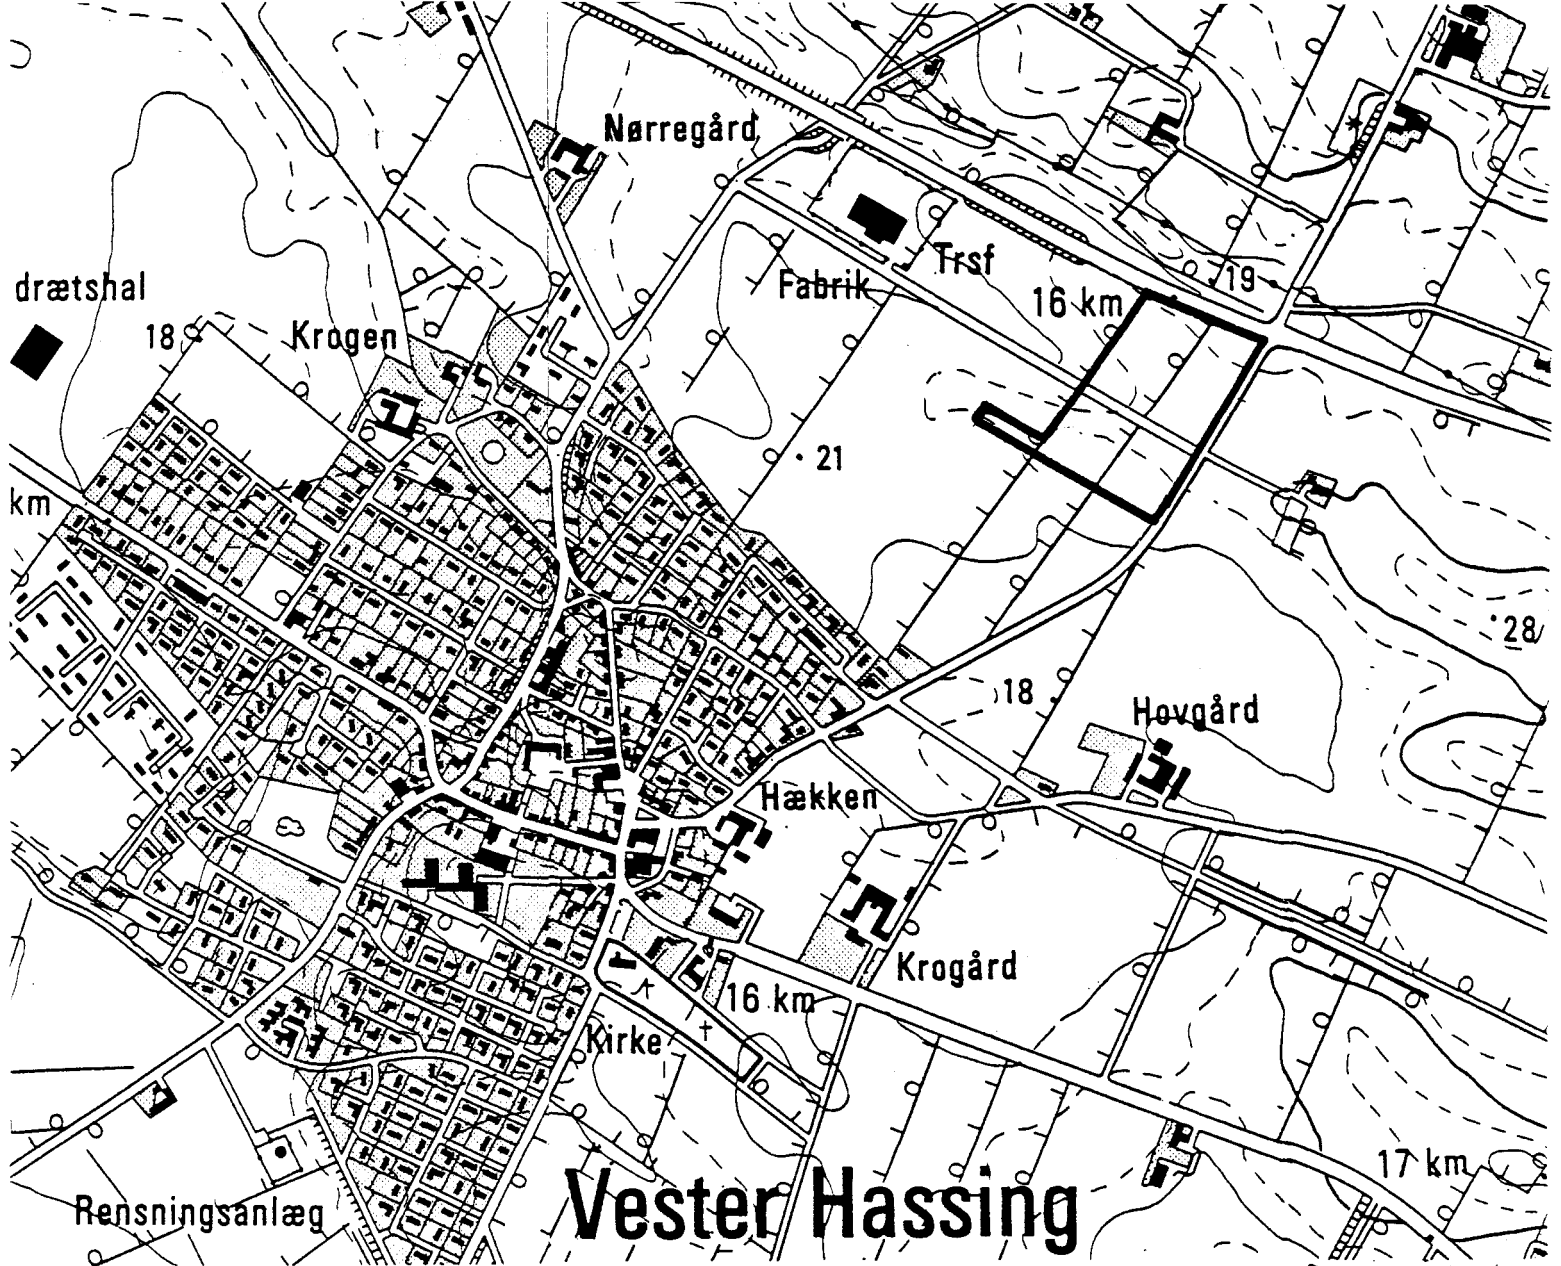 Nørregård
Trsf
19
drætshal
Fabrik
16 km
18
Krogen
21
km
28
18
Hovgård
Hækken
Krogård
16 km
Kirke
17 km
Rensningsanlæg
Vester Hassing